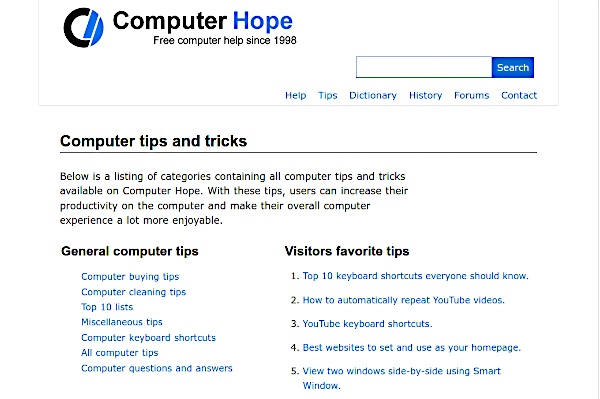 Computer Hope
Free computer help since 1998
Search
Help Tips Dictionary History Forums Contact
Computer tips and tricks
Below is a listing of categories containing all computer tips and tricks
available on Computer Hope. With these tips, users can increase their
productivity on the computer and make their overall computer
experience a lot more enjoyable.
General computer tips
Computer buying tips
Computer cleaning tips
Top 10 lists
Miscellaneous tips
Computer keyboard shortcuts
All computer tips
Computer questions and answers
Visitors favorite tips
1. Top 10 keyboard shortcuts everyone should know.
2. How to automatically repeat YouTube videos.
3. YouTube keyboard shortcuts.
4. Best websites to set and use as your homepage.
5. View two windows side-by-side using Smart
Window.